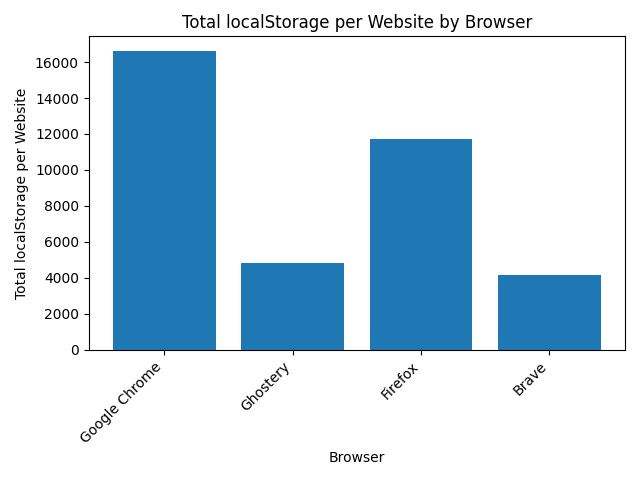 Total localStorage per Website by Browser
Total localStorage per Website
16000
14000
12000
10000
8000
6000
4000
2000
0
Google Chrome
Ghostery
Firefox
Brave
Browser